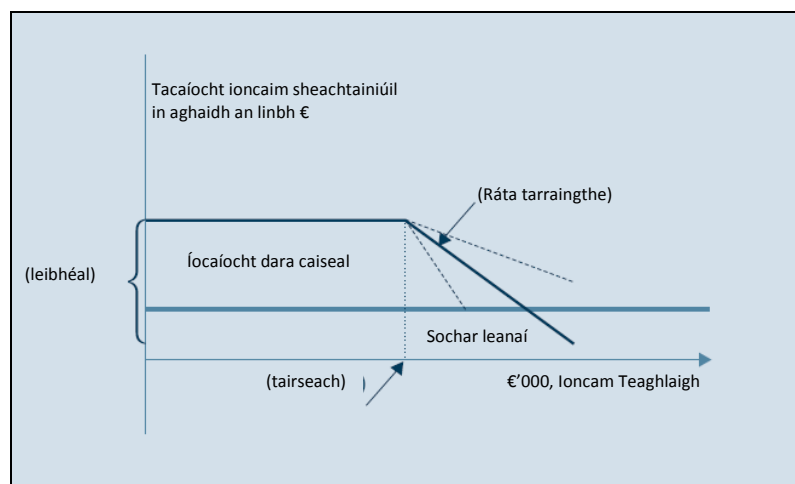 Tacaíocht ioncaim sheachtainiúil
in aghaidh an linbh €
(Ráta tarraingthe)
Íocaíocht dara caiseal
(leibhéal)
Sochar leanaí
(tairseach) )
€’000, Ioncam Teaghlaigh